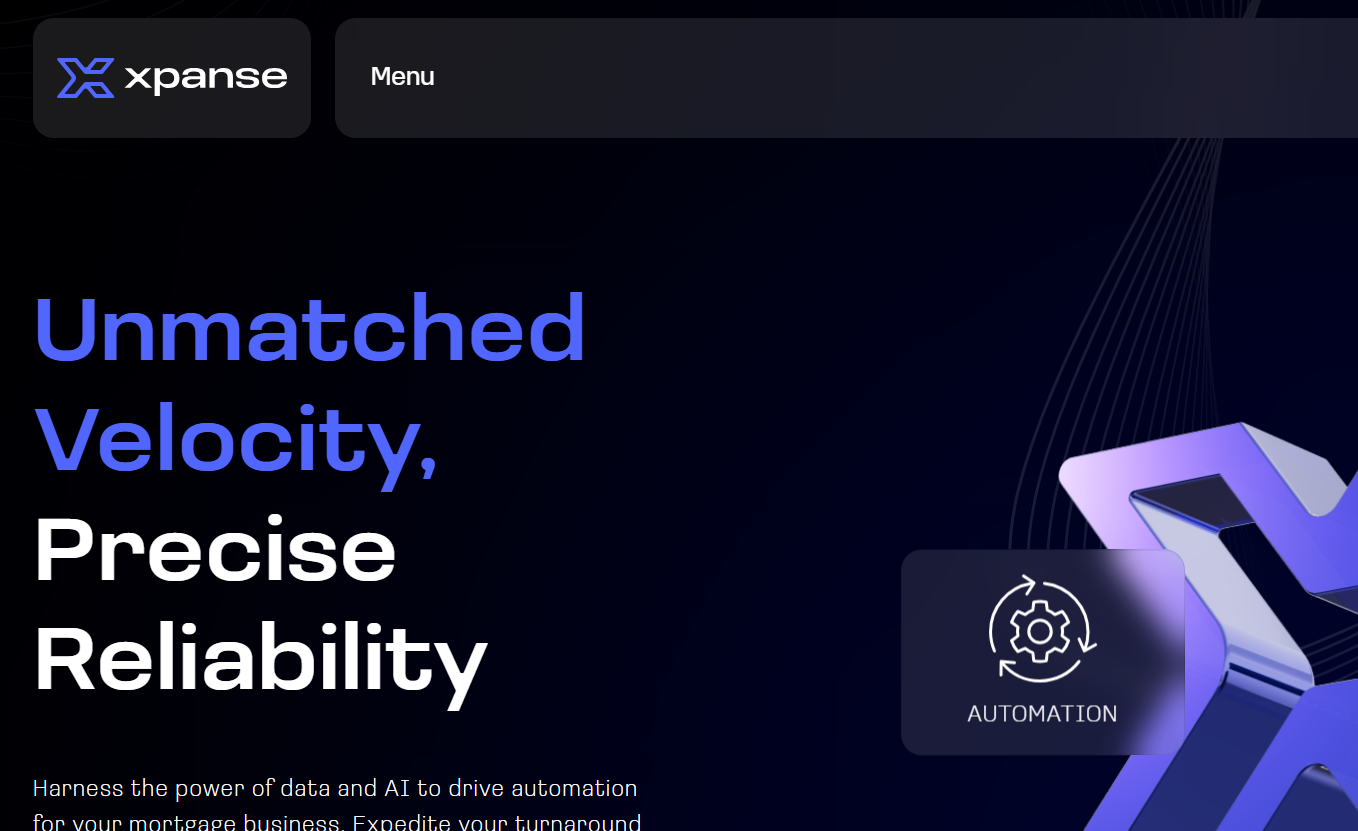 xpanse
Menu
Unmatched
Velocity,
Precise
Reliability
AUTOMATION
Harness the power of data and AI to drive automation
for your mortgage business. Expedite your turnaround